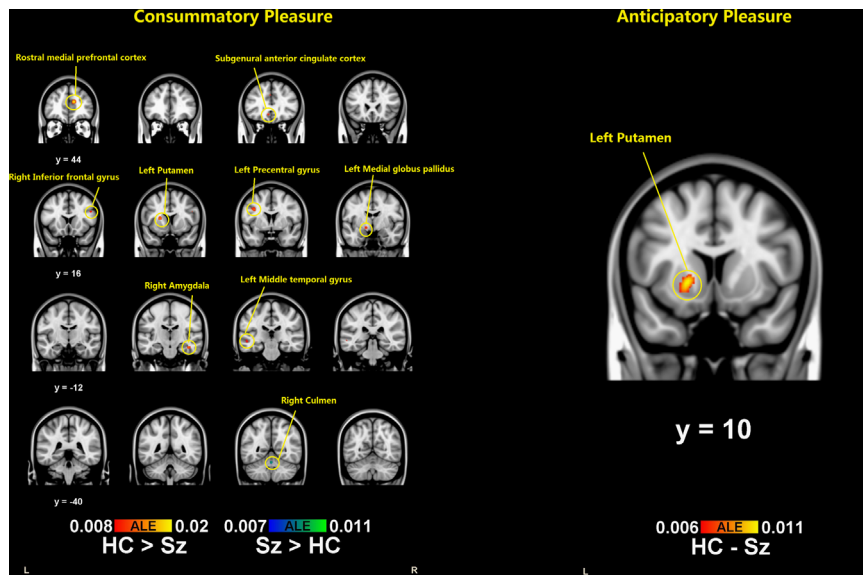 Consummatory Pleasure
Anticipatory Pleasure
Rostral medial prefrontal cortex
Subgenural anterior cingulate cortex
y = 44
Right Inferior frontal gyrus
Left Putamen
Left Precentral gyrus
Left Medial globus pallidus
y = 16
Right Amygdala
Left Middle temporal gyrus
y = -12
Right Culmen
y = -40
0.008 ALE 0.02
HC > Sz
0.007 ALE 0.011
Sz > HC
L
R
Left Putamen
y = 10
0.006 ALE 0.011
HC - Sz
L